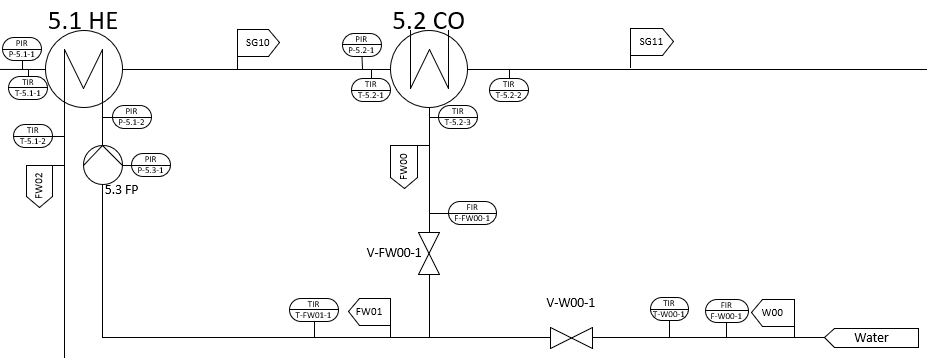 5.1 HE
5.2 CO
PIR
P-5.1-1
SG10
PIR
P-5.2-1
SG11
TIR
T-5.1-1
TIR
T-5.2-1
TIR
T-5.2-2
PIR
P-5.1-2
TIR
T-5.2-3
TIR
T-5.1-2
PIR
P-5.3-1
FW02
5.3 FP
FW00
FIR
F-FW00-1
V-FW00-1
V-W00-1
TIR
T-FW01-1
FW01
TIR
T-W00-1
FIR
F-W00-1
W00
Water